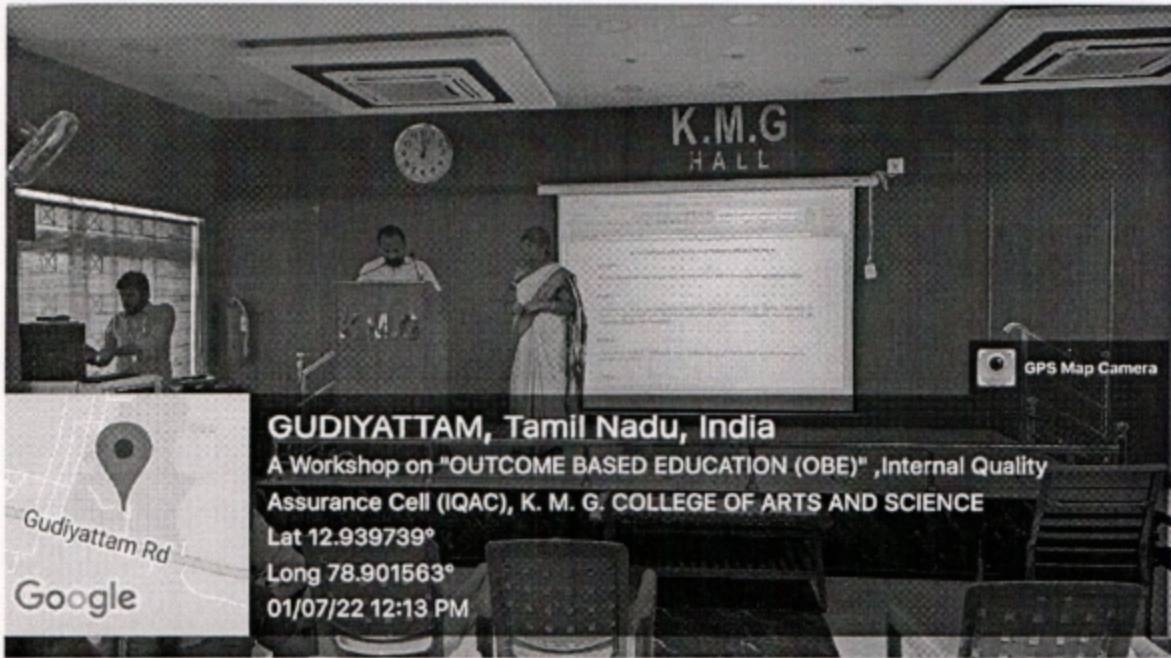 K.M.G
HALL
K M G
GPS Map Camera
GUDIYATTAM, Tamil Nadu, India
A Workshop on "OUTCOME BASED EDUCATION (OBE)" ,Internal Quality
Assurance Cell (IQAC), K. M. G. COLLEGE OF ARTS AND SCIENCE
Lat 12.939739°
Long 78.901563°
01/07/22 12:13 PM
Gudiyattam Rd
Google